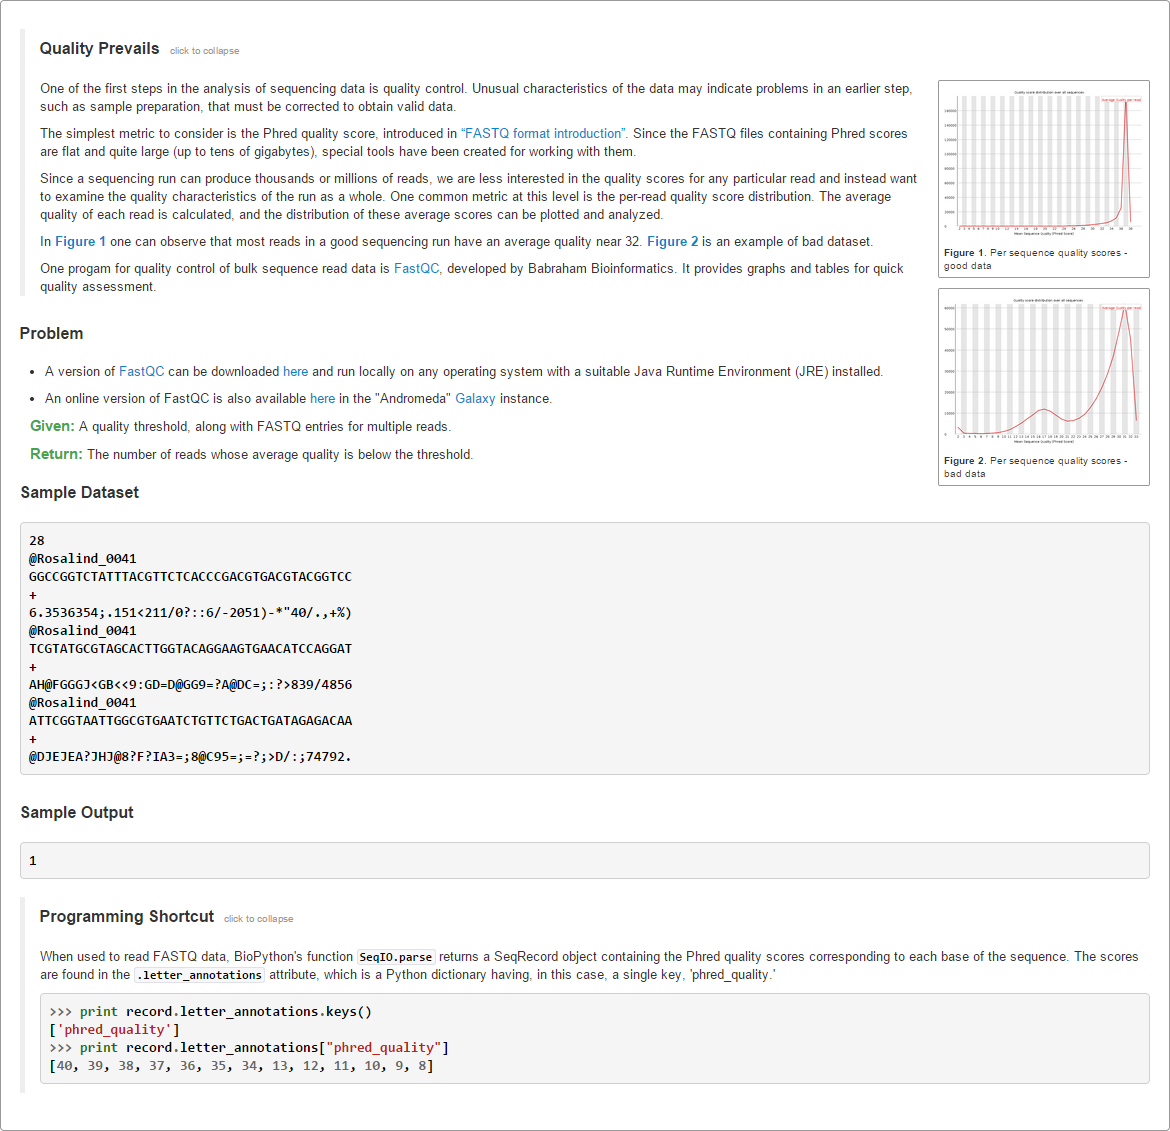 Quality Prevails click to collapse
One of the first steps in the analysis of sequencing data is quality control. Unusual characteristics of the data may indicate problems in an earlier step,
such as sample preparation, that must be corrected to obtain valid data.
The simplest metric to consider is the Phred quality score, introduced in “FASTQ format introduction”. Since the FASTQ files containing Phred scores
are flat and quite large (up to tens of gigabytes), special tools have been created for working with them.
Since a sequencing run can produce thousands or millions of reads, we are less interested in the quality scores for any particular read and instead want
to examine the quality characteristics of the run as a whole. One common metric at this level is the per-read quality score distribution. The average
quality of each read is calculated, and the distribution of these average scores can be plotted and analyzed.
In Figure 1 one can observe that most reads in a good sequencing run have an average quality near 32. Figure 2 is an example of bad dataset.
One progam for quality control of bulk sequence read data is FastQC, developed by Babraham Bioinformatics. It provides graphs and tables for quick
quality assessment.
Quality score distribution over all sequences
Average Quality per read
Mean Sequence Quality (Phred Score)
Figure 1. Per sequence quality scores -
good data
Quality score distribution over all sequences
Average Quality per read
Mean Sequence Quality (Phred Score)
Figure 2. Per sequence quality scores -
bad data
Problem
• A version of FastQC can be downloaded here and run locally on any operating system with a suitable Java Runtime Environment (JRE) installed.
• An online version of FastQC is also available here in the "Andromeda" Galaxy instance.
Given: A quality threshold, along with FASTQ entries for multiple reads.
Return: The number of reads whose average quality is below the threshold.
Sample Dataset
28
@Rosalind_0041
GGCCGGTCTATTTACGTTCTCACCCGACGTGACGTACGGTCC
+
6.3536354;.151<211/0?::6/-2051)-*"40/.,+%)
@Rosalind_0041
TCGTATGCGTAGCACTTGGTACAGGAAGTGAACATCCAGGAT
+
AH@FGGGJ<GB<<9:GD=D@GG9=?A@DC=;:?>839/4856
@Rosalind_0041
ATTCGGTAATTGGCGTGAATCTGTTCTGACTGATAGAGACAA
+
@DJEJEA?JHJ@8?F?IA3=;8@C95=;=?;>D/:;74792.
Sample Output
1
Programming Shortcut click to collapse
When used to read FASTQ data, BioPython's function SeqIO.parse returns a SeqRecord object containing the Phred quality scores corresponding to each base of the sequence. The scores
are found in the .letter_annotations attribute, which is a Python dictionary having, in this case, a single key, 'phred_quality.'
>>> print record.letter_annotations.keys()
['phred_quality']
>>> print record.letter_annotations["phred_quality"]
[40, 39, 38, 37, 36, 35, 34, 13, 12, 11, 10, 9, 8]